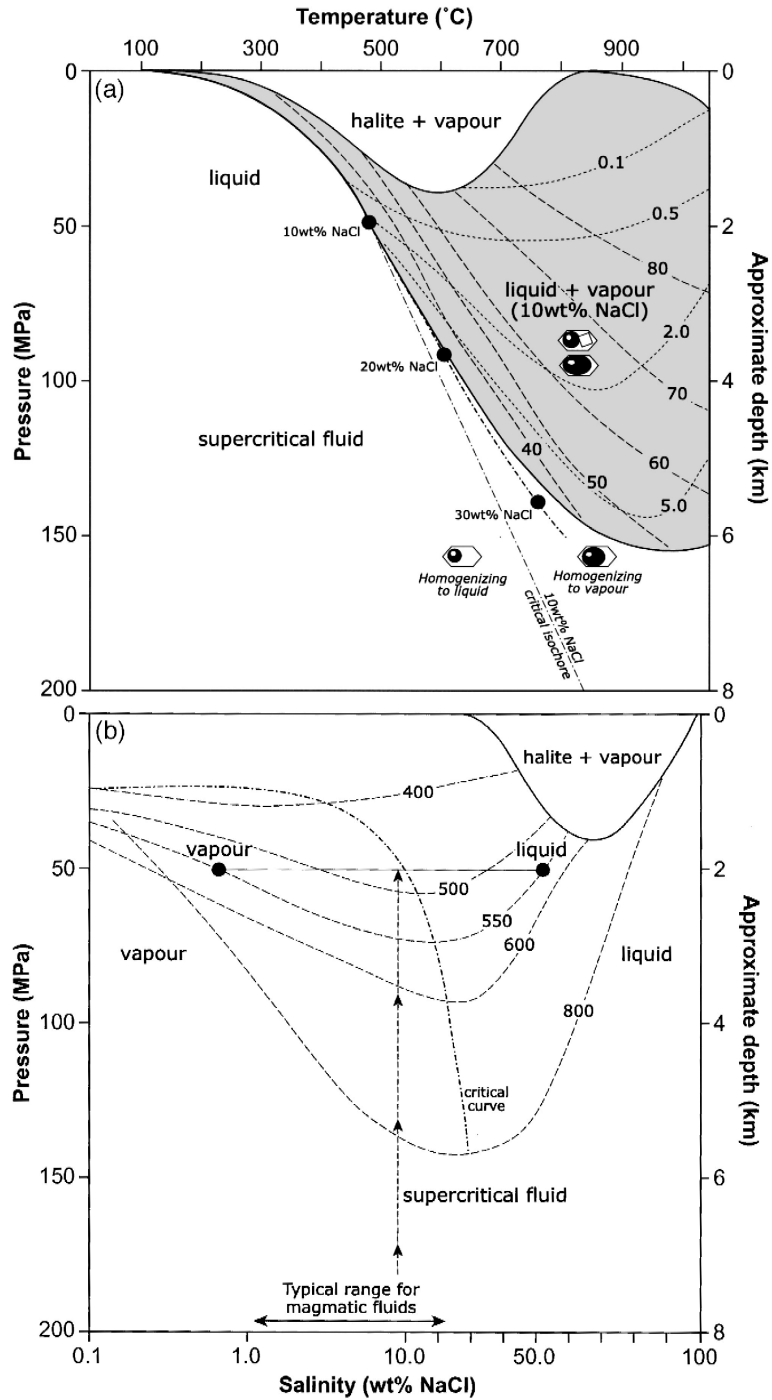 Temperature (˚C)
100 300 500 700 900
(a)
0 0
halite + vapour
liquid
0.1
0.5
50 2
10wt% NaCl
80
liquid + vapour
(10wt% NaCl)
2.0
20wt% NaCl
100 4
70
supercritical fluid
40
60
50
5.0
30wt% NaCl
150 6
Homogenizing
to liquid
Homogenizing
to vapour
10wt% NaCl
critical isochore
200 8
Pressure (MPa)
Approximate depth (km)
(b)
0 0
halite + vapour
400
vapour liquid
50 2
500
550
600
vapour liquid
100 4
800
critical
curve
150 6
supercritical fluid
Typical range for
magmatic fluids
200 8
Pressure (MPa)
Approximate depth (km)
0.1 1.0 10.0 50.0 100
Salinity (wt% NaCl)